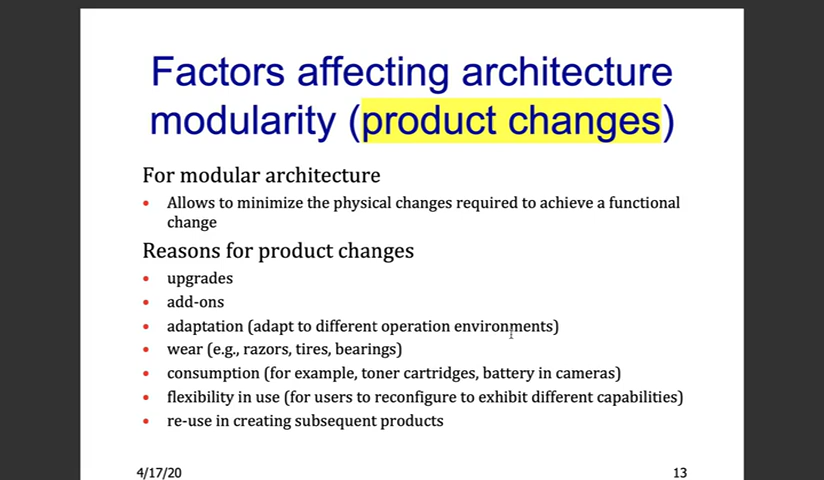 Factors affecting architecture
modularity (product changes)
For modular architecture
• Allows to minimize the physical changes required to achieve a functional
change
Reasons for product changes
• upgrades
• add-ons
• adaptation (adapt to different operation environments)
• wear (e.g., razors, tires, bearings)
• consumption (for example, toner cartridges, battery in cameras)
• flexibility in use (for users to reconfigure to exhibit different capabilities)
• re-use in creating subsequent products
4/17/20 13